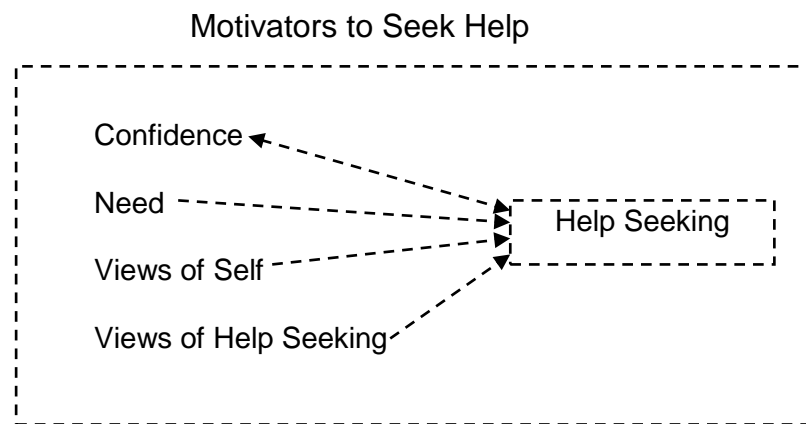 Motivators to Seek Help
Confidence
Need
Help Seeking
Views of Self
Views of Help Seeking